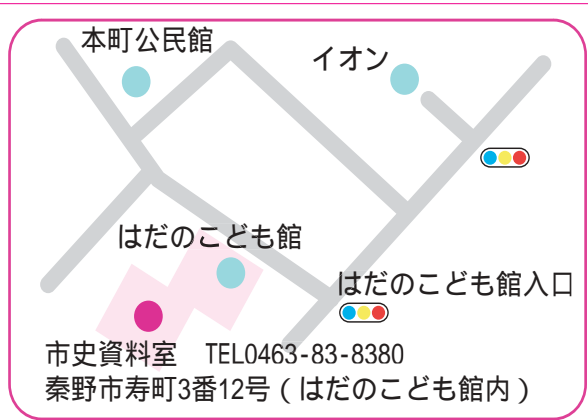 本町公民館
イオン
はだのこども館
はだのこども館入口
市史資料室　TEL0463-83-8380
秦野市寿町3番12号（はだのこども館内）